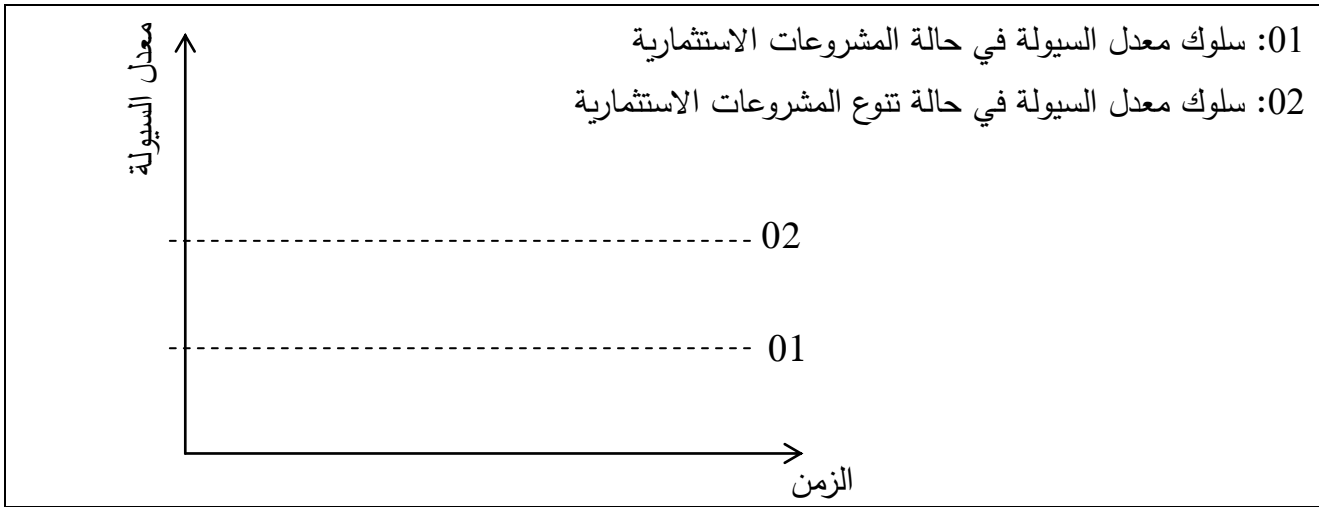 01: سلوك معدل السيولة في حالة المشروعات الاستثمارية
02: سلوك معدل السيولة في حالة تنوع المشروعات الاستثمارية
معدل السيولة
02
01
الزمن